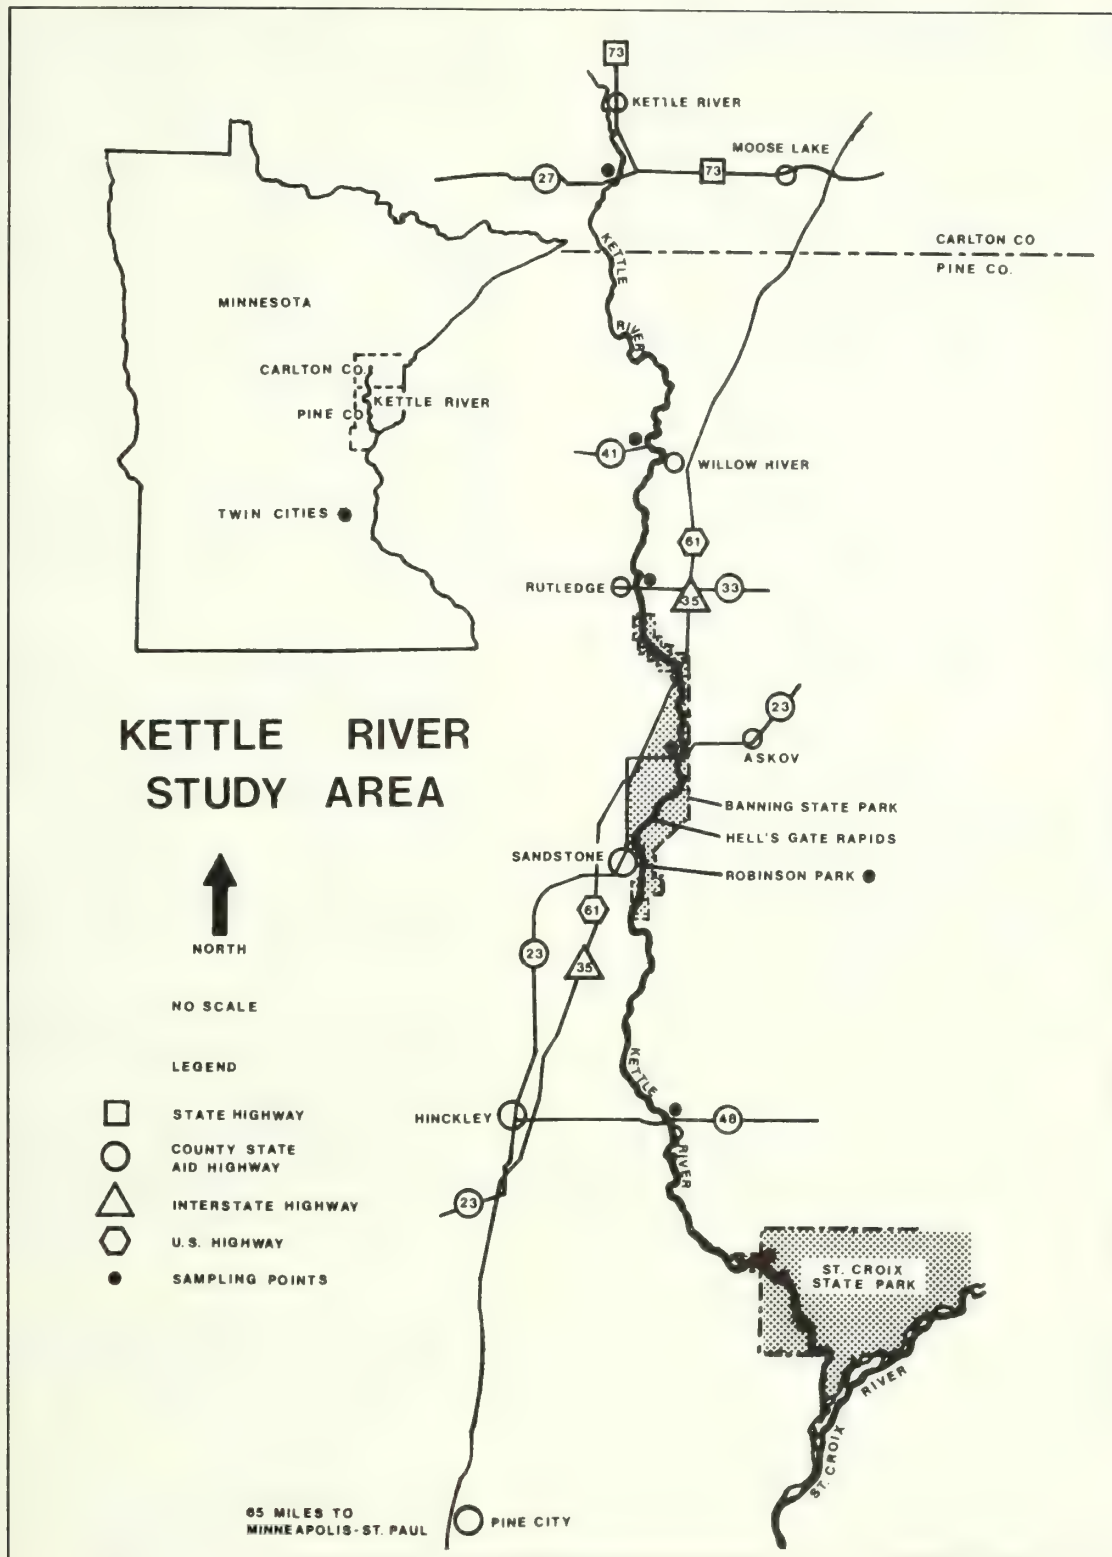 73
KETTLE RIVER
MOOSE LAKE
73
27
KETTLE
CARLTON CO
PINE CO.
MINNESOTA
RIVER
CARLTON CO.
KETTLE RIVER
PINE CO
41
WILLOW RIVER
TWIN CITIES
61
RUTLEDGE
35
33
23
KETTLE RIVER
STUDY AREA
ASKOV
BANNING STATE PARK
HELL'S GATE RAPIDS
SANDSTONE
ROBINSON PARK
61
NORTH
23
35
NO SCALE
KETTLE
LEGEND
STATE HIGHWAY
HINCKLEY
48
COUNTY STATE
AID HIGHWAY
RIVER
INTERSTATE HIGHWAY
23
U.S. HIGHWAY
SAMPLING POINTS
ST. CROIX
STATE PARK
RIVER
ST. CROIX
65 MILES TO
MINNEAPOLIS-ST. PAUL
PINE CITY